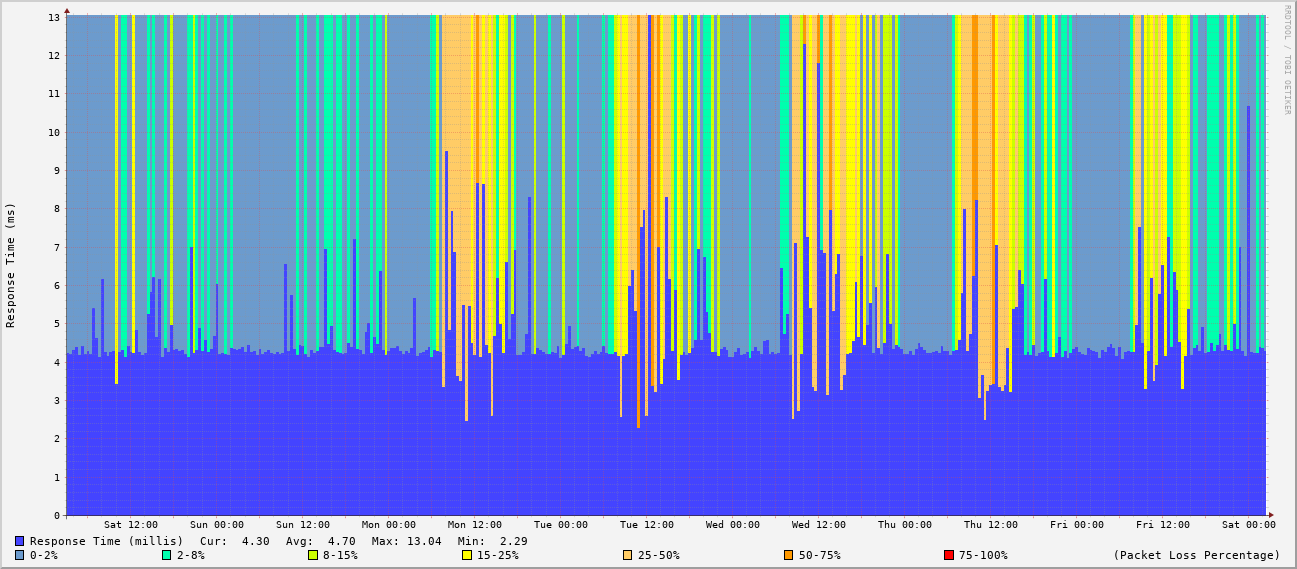 RRDTOOL / TOBI OETIKER
Response Time (ms)
13
12
11
10
9
8
7
6
5
4
3
2
1
0
Sat 12:00 Sun 00:00 Sun 12:00 Mon 00:00 Mon 12:00 Tue 00:00 Tue 12:00 Wed 00:00 Wed 12:00 Thu 00:00 Thu 12:00 Fri 00:00 Fri 12:00 Sat 00:00
Response Time (millis) Cur: 4.30 Avg: 4.70 Max: 13.04 Min: 2.29
0-2% 2-8% 8-15% 15-25% 25-50% 50-75% 75-100% (Packet Loss Percentage)